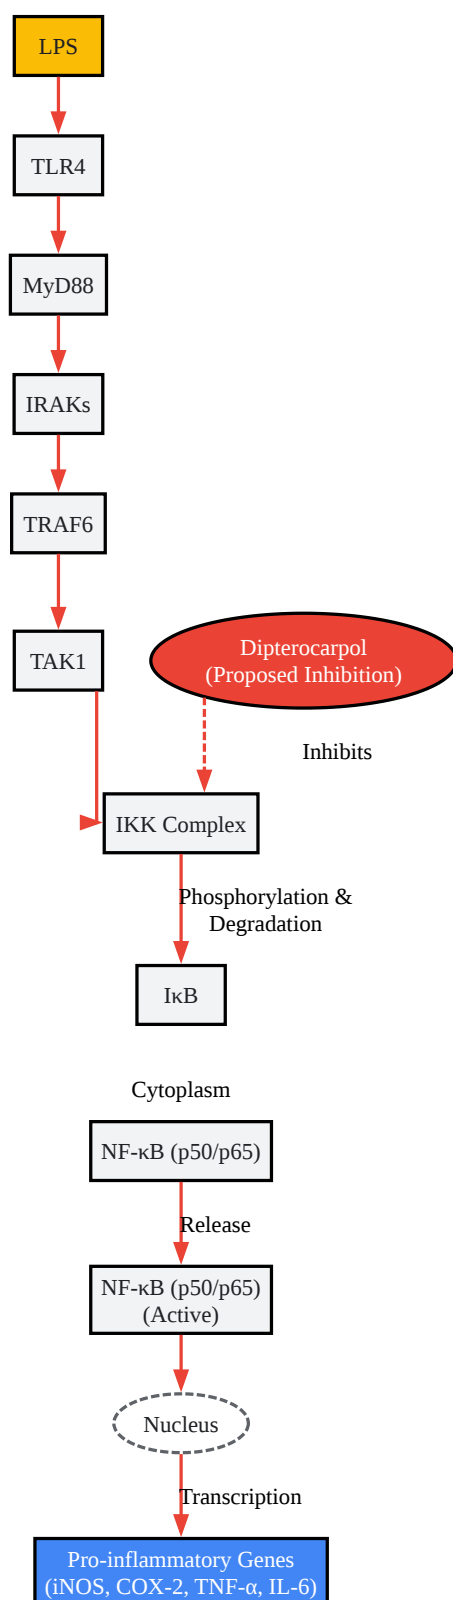 LPS
TLR4
MyD88
IRAKs
TRAF6
TAK1
Dipterocarpol
(Proposed Inhibition)
Inhibits
IKK Complex
Phosphorylation &
Degradation
IκB
Cytoplasm
NF-κB (p50/p65)
Release
NF-κB (p50/p65)
(Active)
Nucleus
Transcription
Pro-inflammatory Genes
(iNOS, COX-2, TNF-α, IL-6)